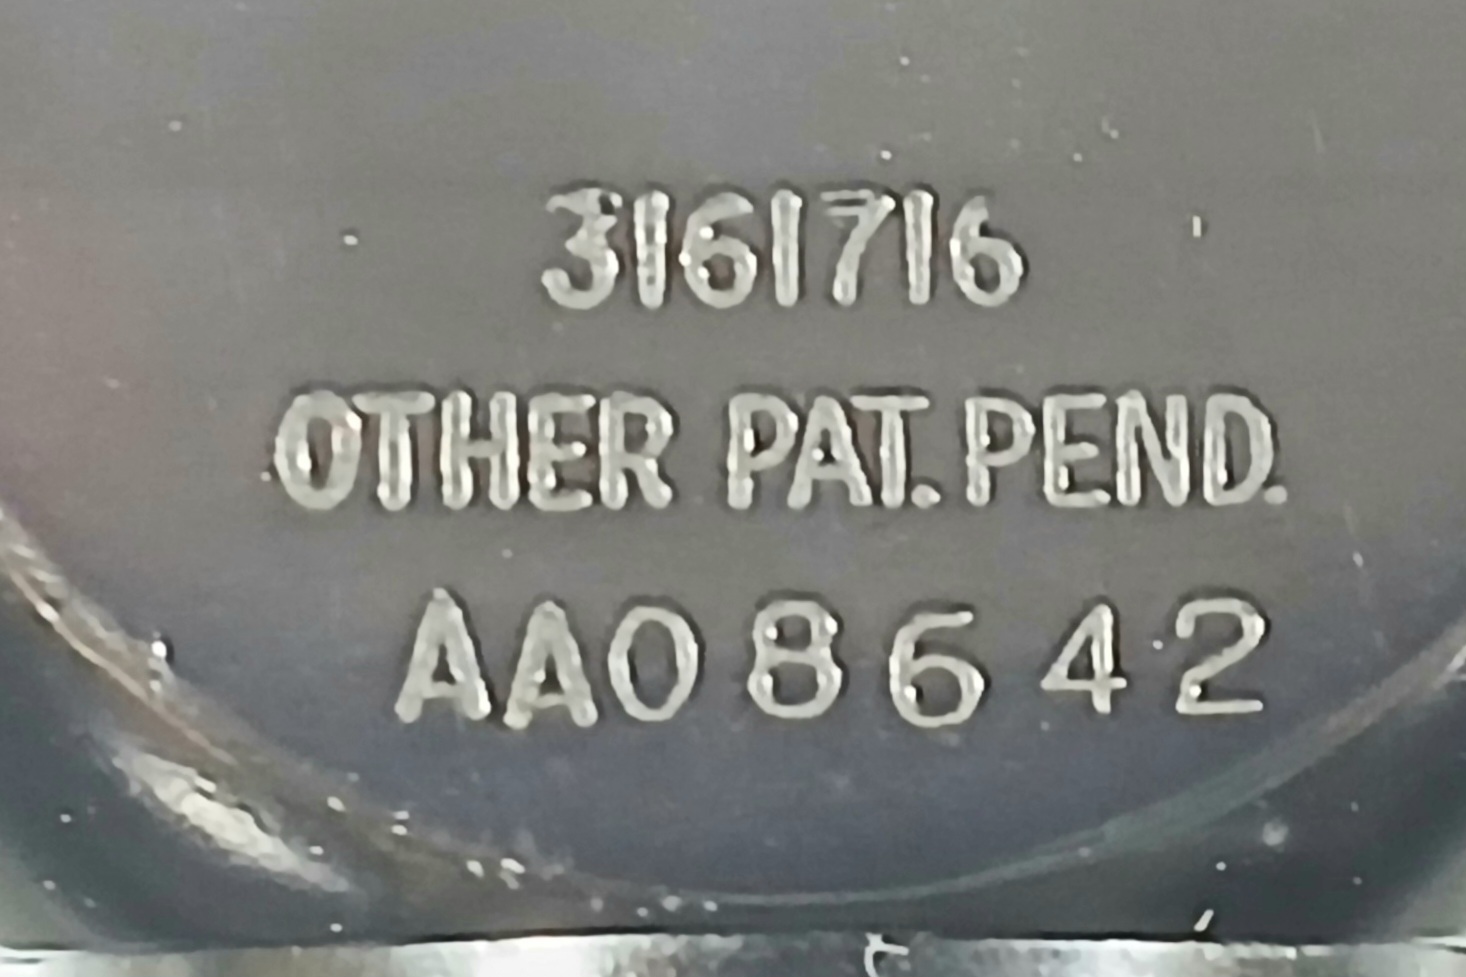 3161716
OTHER PAT. PEND.
AA08642